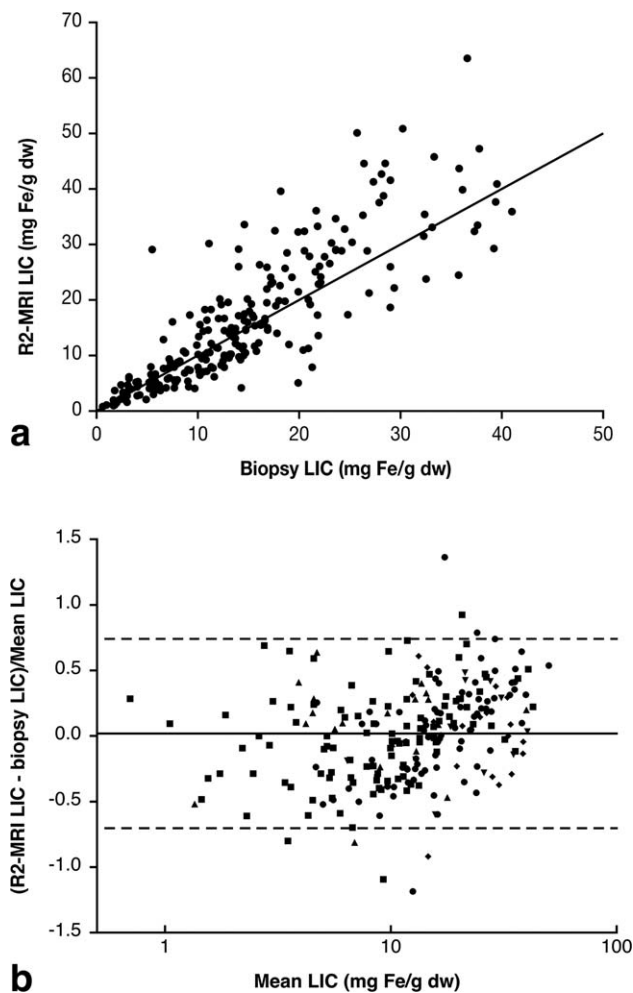 70
60
50
40
30
20
10
0
R2-MRI LIC (mg Fe/g dw)
0 10 20 30 40 50
Biopsy LIC (mg Fe/g dw)
a
1.5
1.0
0.5
0.0
-0.5
-1.0
-1.5
(R2-MRI LIC - biopsy LIC)/Mean LIC
1 10 100
Mean LIC (mg Fe/g dw)
b